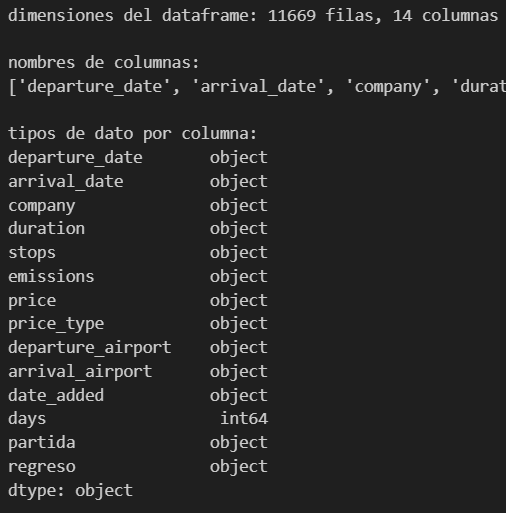 dimensiones del dataframe: 11669 filas, 14 columnas
nombres de columnas:
['departure_date', 'arrival_date', 'company', 'durat
tipos de dato por columna:
departure_date       object
arrival_date         object
company              object
duration             object
stops                object
emissions            object
price                object
price_type           object
departure_airport    object
arrival_airport      object
date_added           object
days                  int64
partida              object
regreso              object
dtype: object